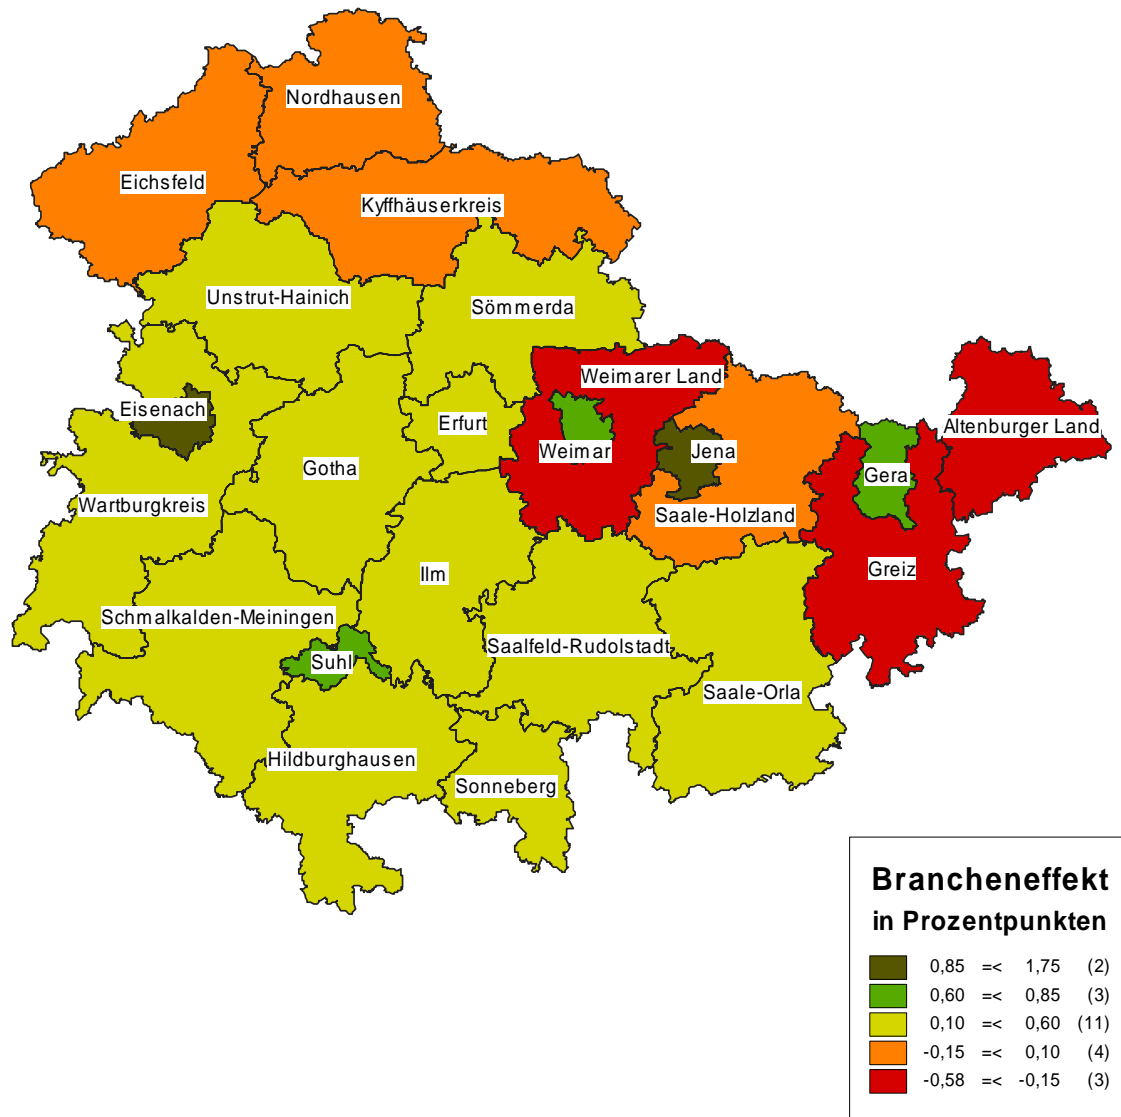 Nordhausen
Eichsfeld
Kyffhäuserkreis
Unstrut-Hainich
Sömmerda
Weimarer Land
Eisenach
Erfurt
Altenburger Land
Weimar
Jena
Gotha
Gera
Wartburgkreis
Saale-Holzland
Ilm
Greiz
Schmalkalden-Meiningen
Saalfeld-Rudolstadt
Suhl
Saale-Orla
Hildburghausen
Sonneberg
Brancheneffekt
in Prozentpunkten
0,85 =< 1,75 (2)
0,60 =< 0,85 (3)
0,10 =< 0,60 (11)
-0,15 =< 0,10 (4)
-0,58 =< -0,15 (3)